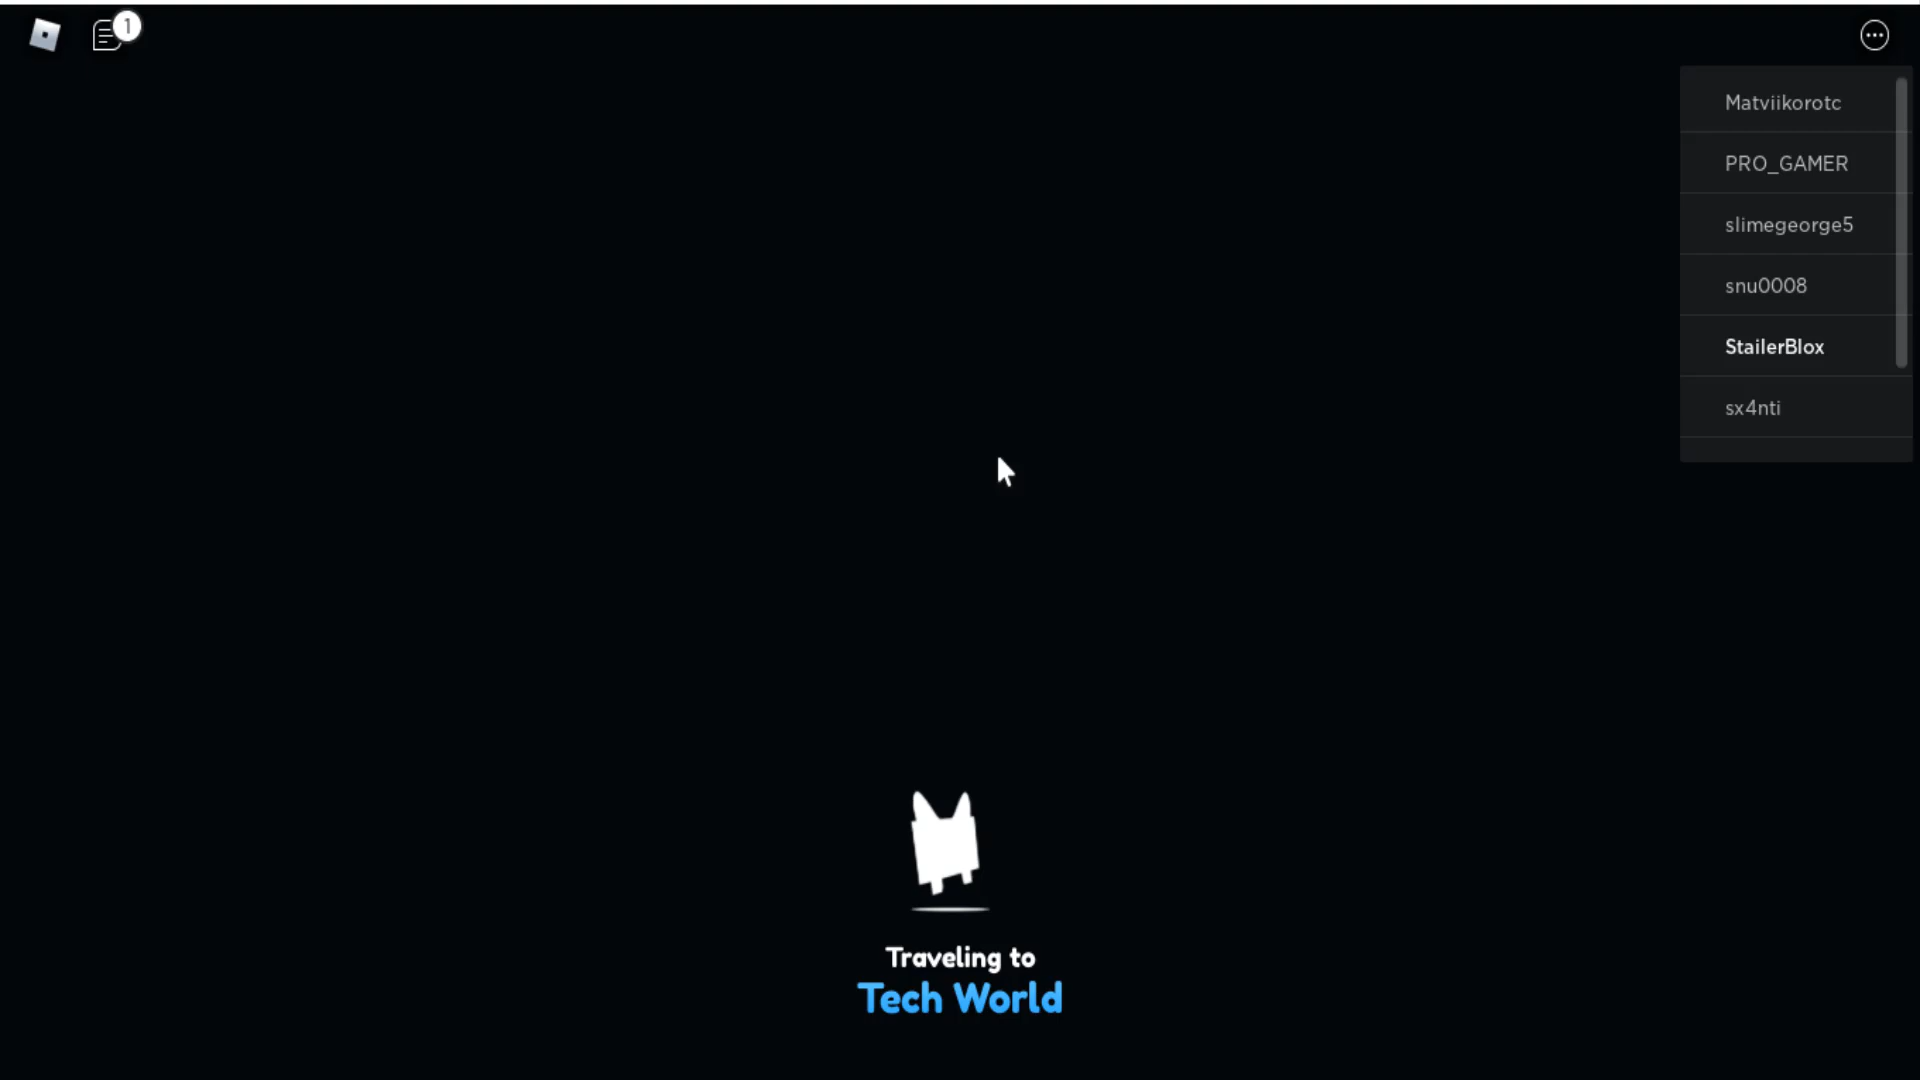 1
Matviikorotc
PRO_GAMER
slimegeorge5
snu0008
StailerBlox
sx4nti
Traveling to
Tech World